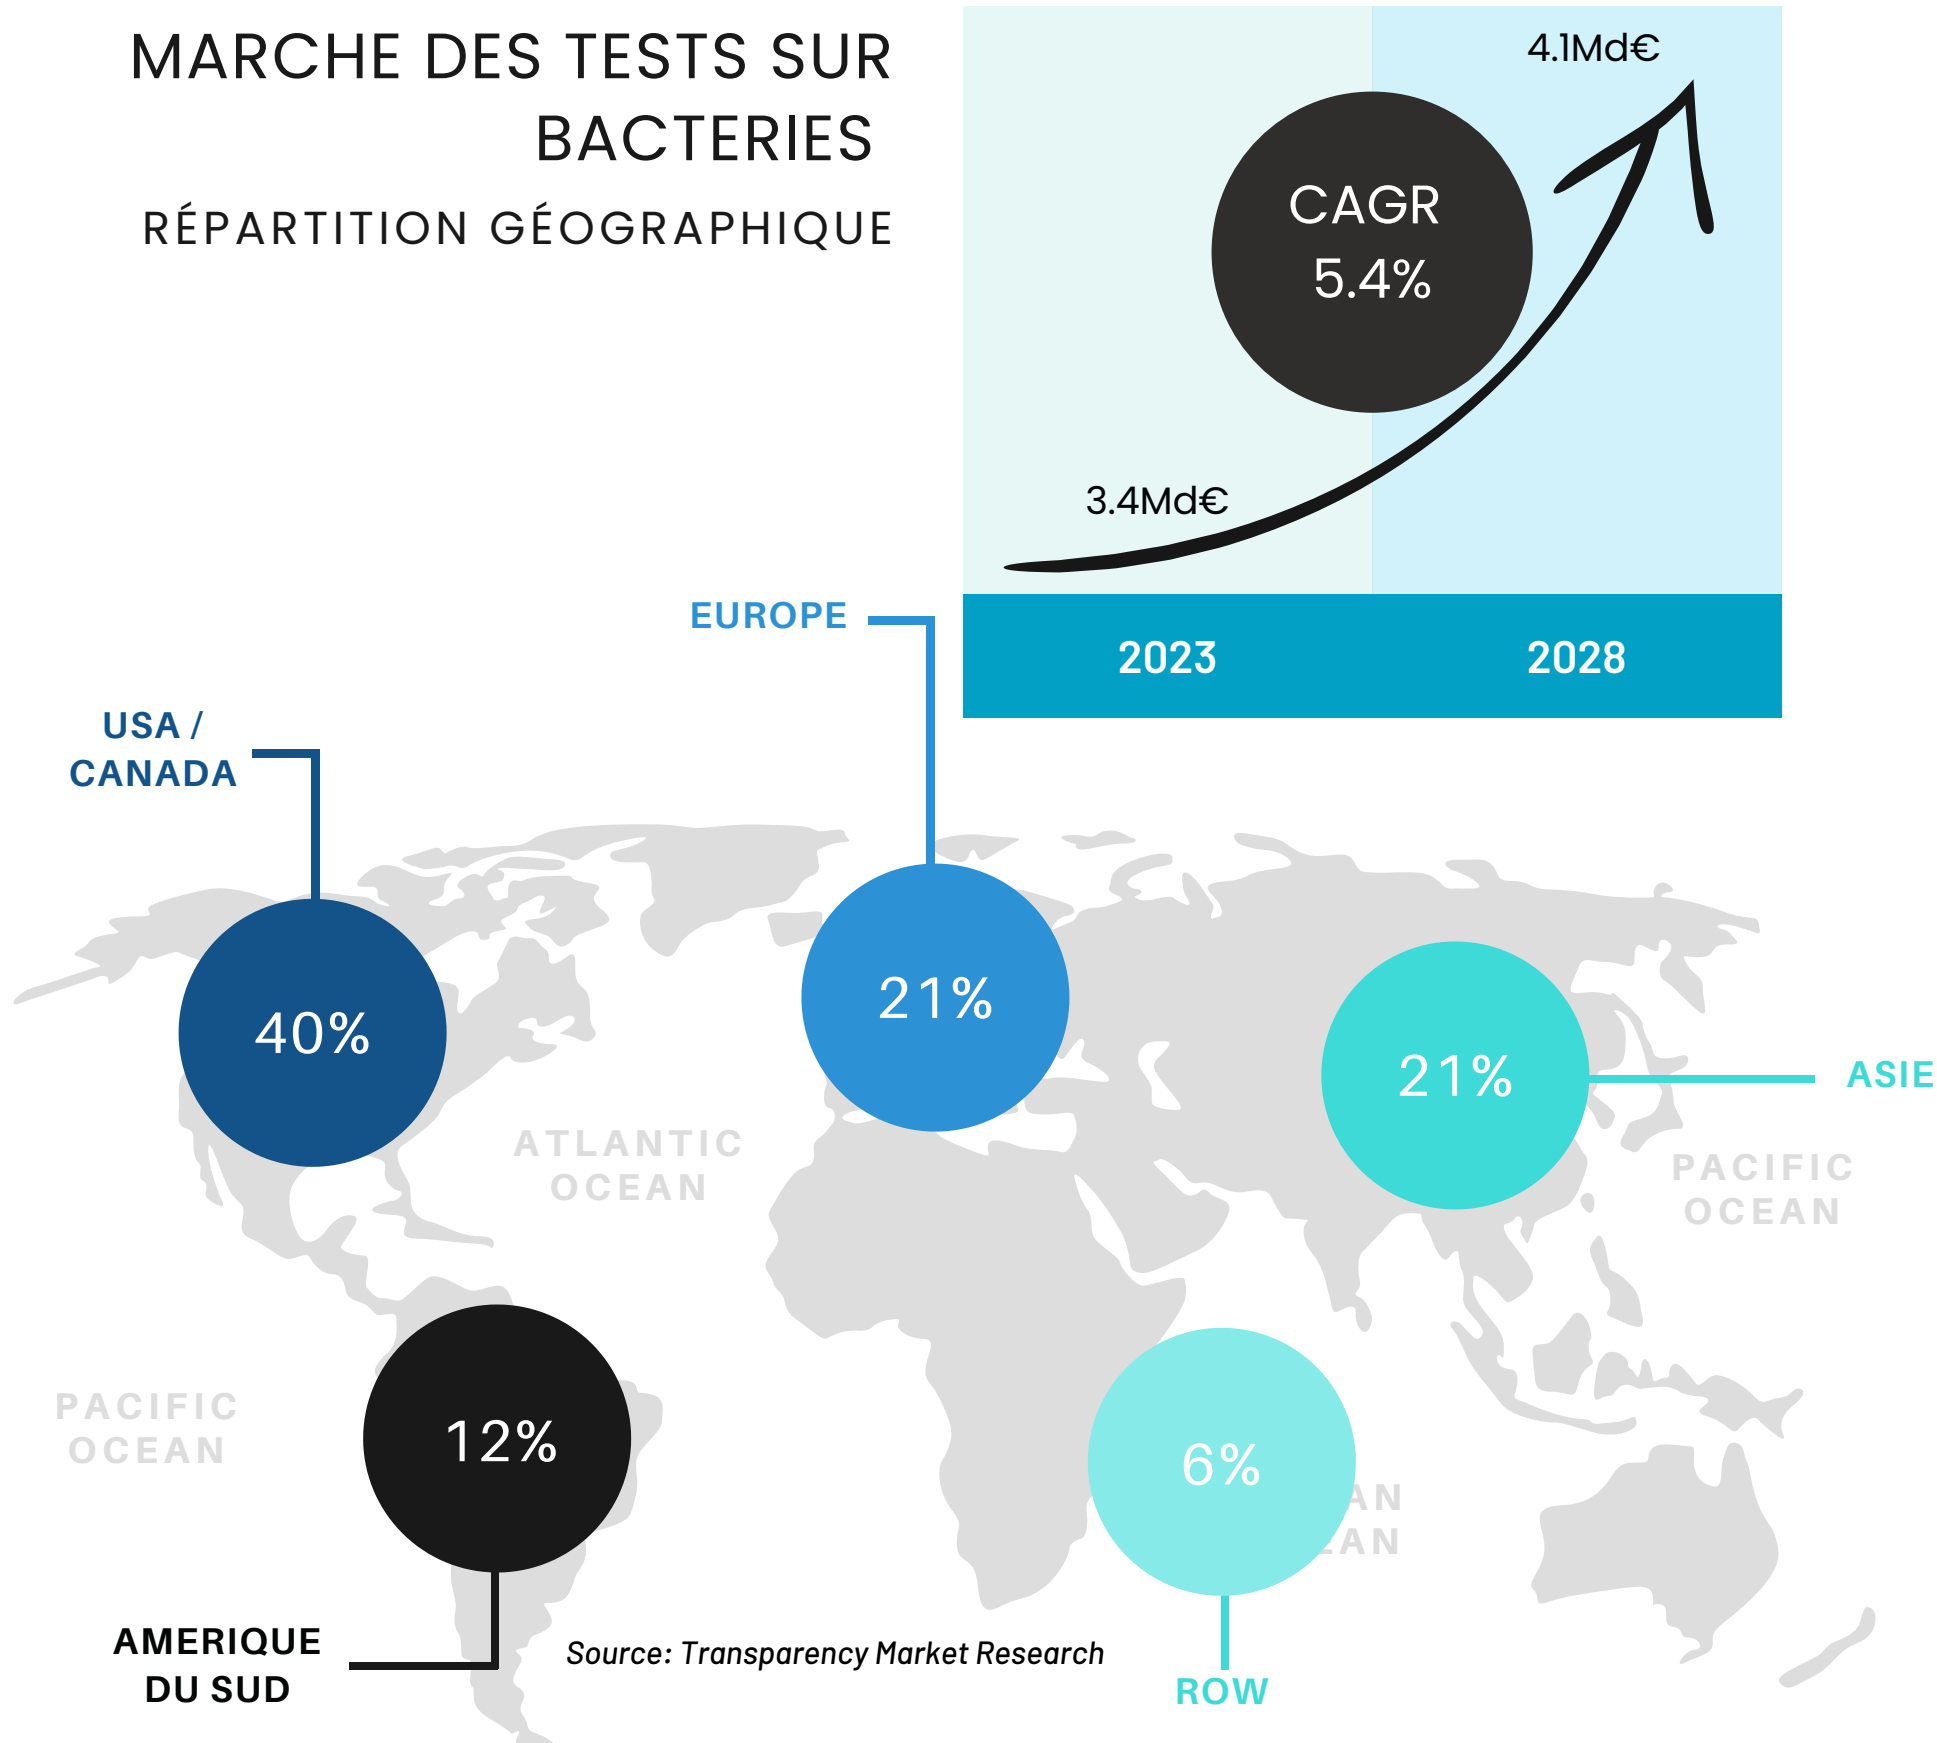 MARCHE DES TESTS SUR
BACTERIES
RÉPARTITION GÉOGRAPHIQUE
4.1Md€
CAGR
5.4%
3.4Md€
2023
2028
EUROPE
USA /
CANADA
40%
21%
21%
ASIE
ATLANTIC
OCEAN
PACIFIC
OCEAN
PACIFIC
OCEAN
12%
6%
AMERIQUE
DU SUD
Source: Transparency Market Research
ROW